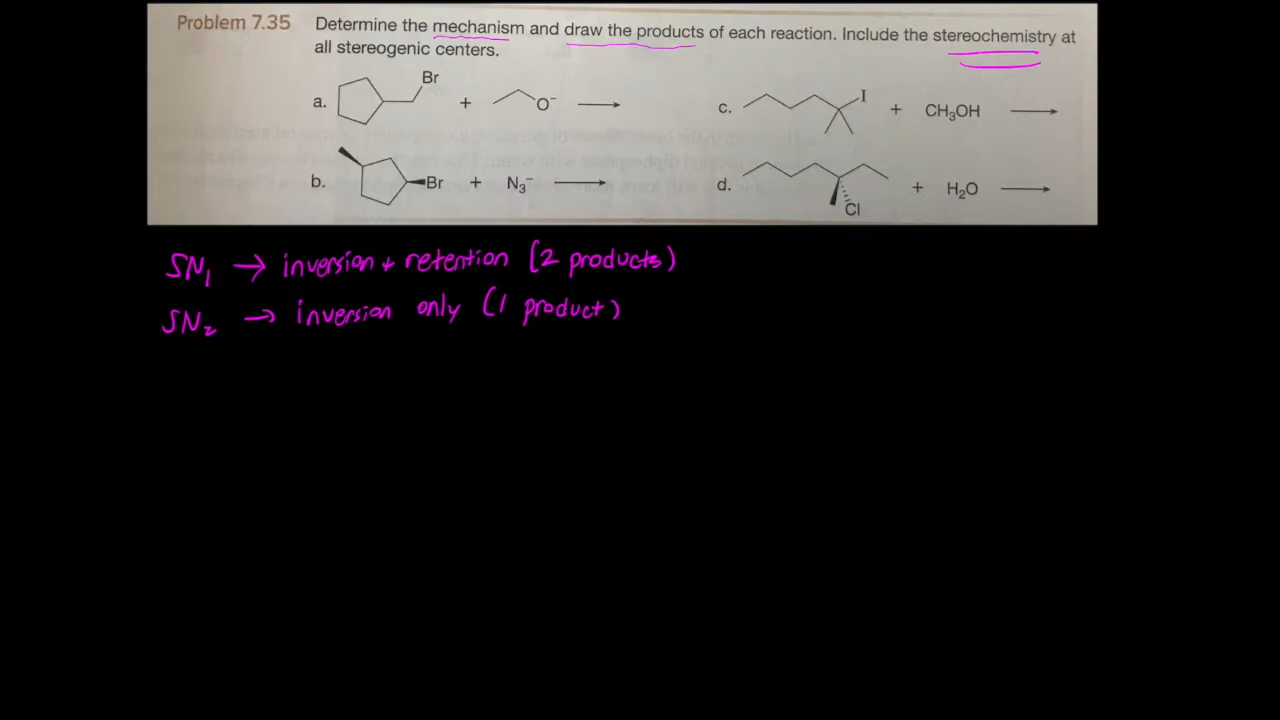 Problem 7.35 Determine the mechanism and draw the products of each reaction. Include the stereochemistry at
all stereogenic centers.
a. Br + O⁻
c. I + CH₃OH
b. Br + N₃⁻
d. Cl + H₂O
SN₁ → inversion + retention (2 products)
SN₂ → inversion only (1 product)